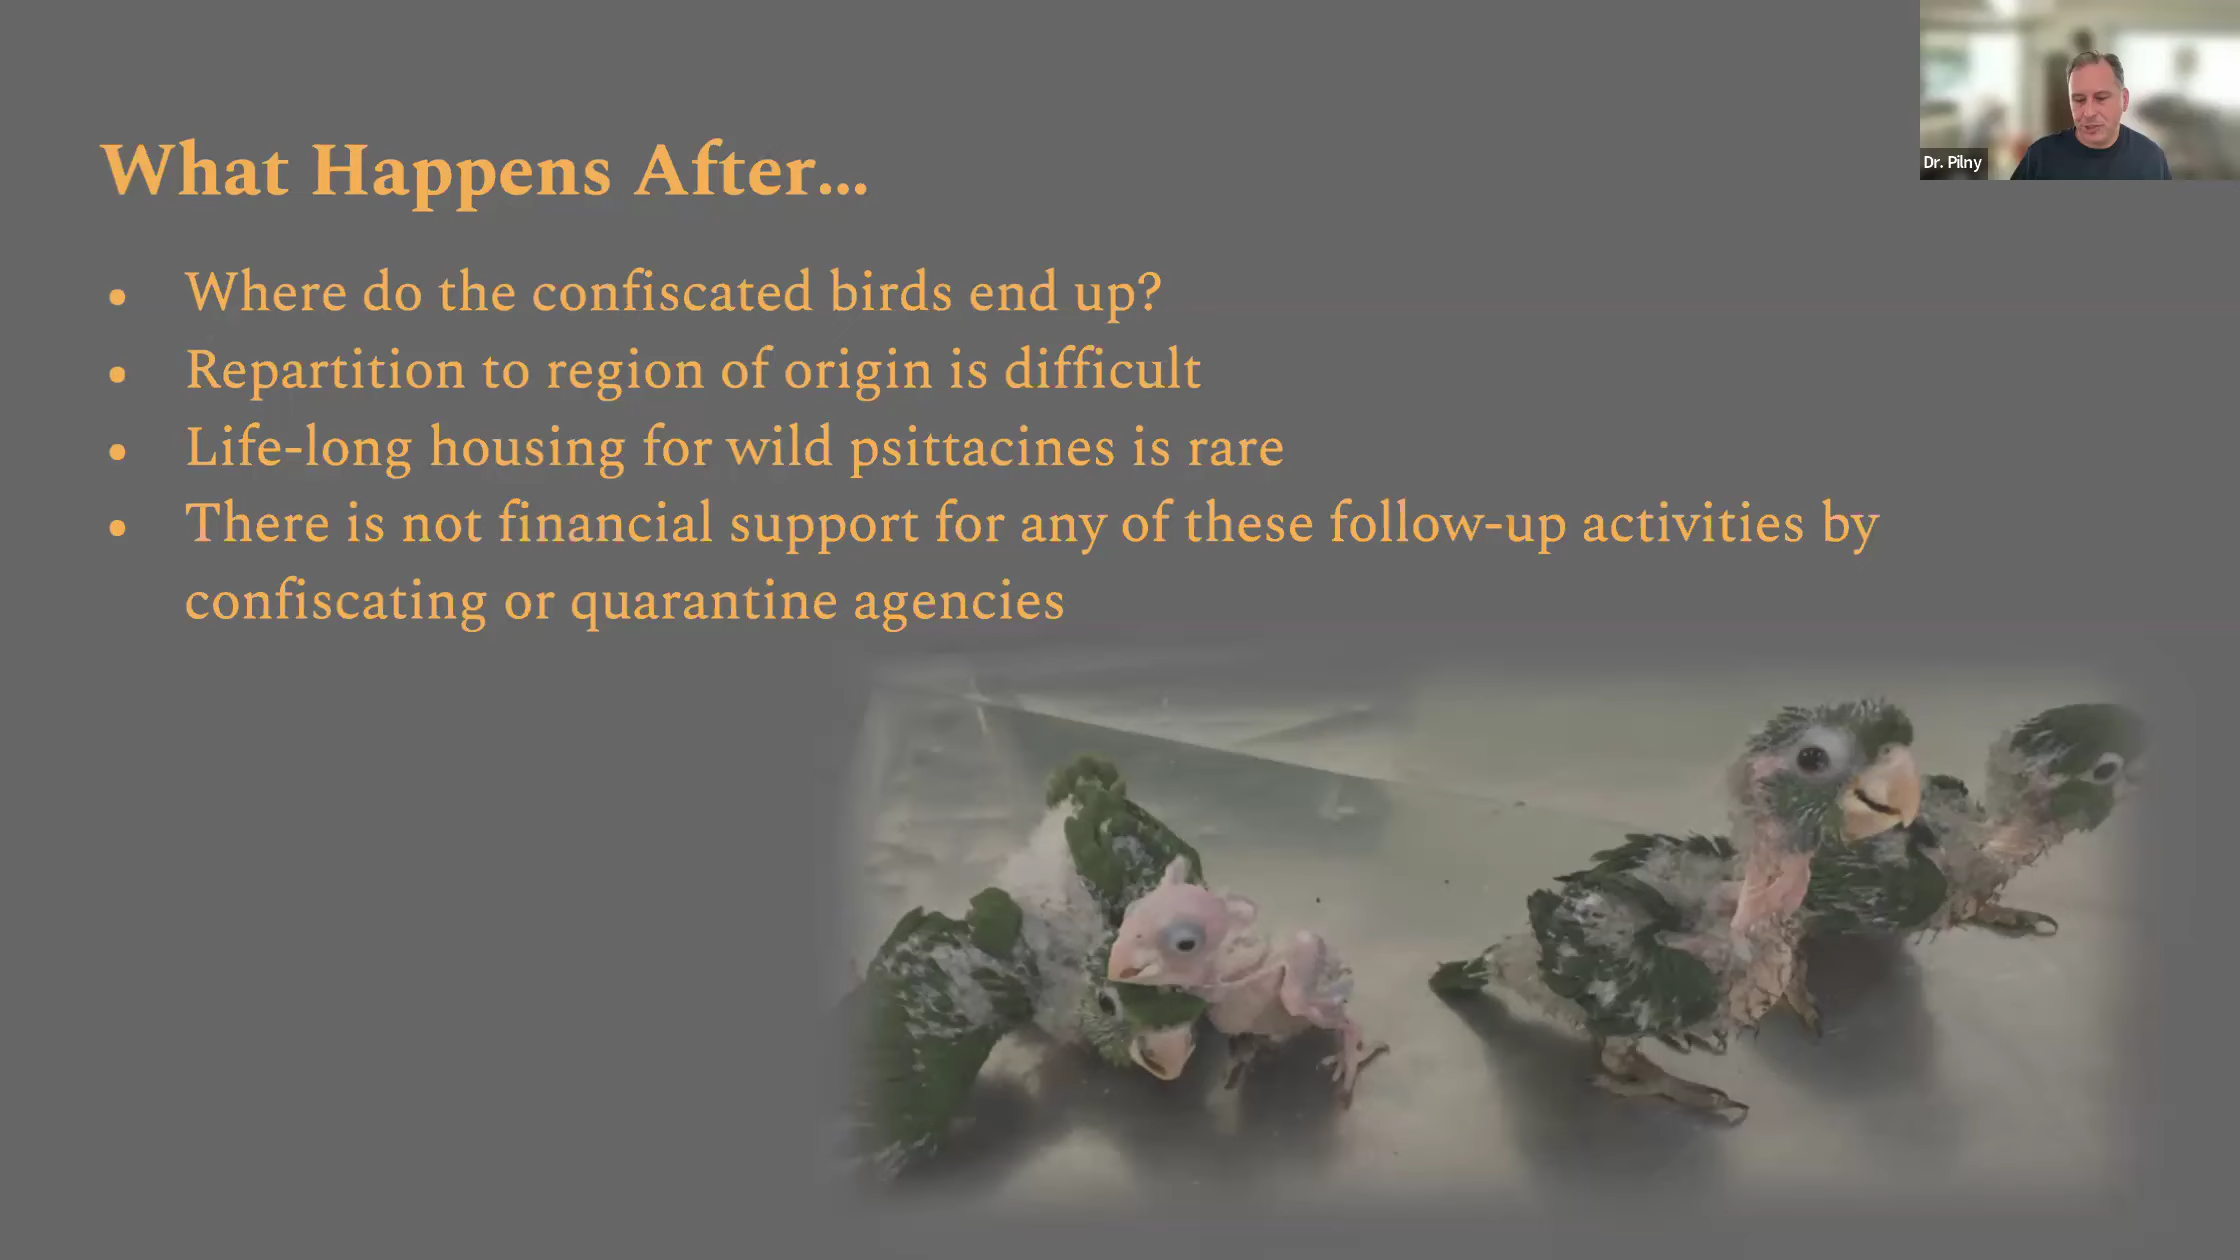 Dr. Pilny
What Happens After...
• Where do the confiscated birds end up?
• Repartition to region of origin is difficult
• Life-long housing for wild psittacines is rare
• There is not financial support for any of these follow-up activities by
confiscating or quarantine agencies